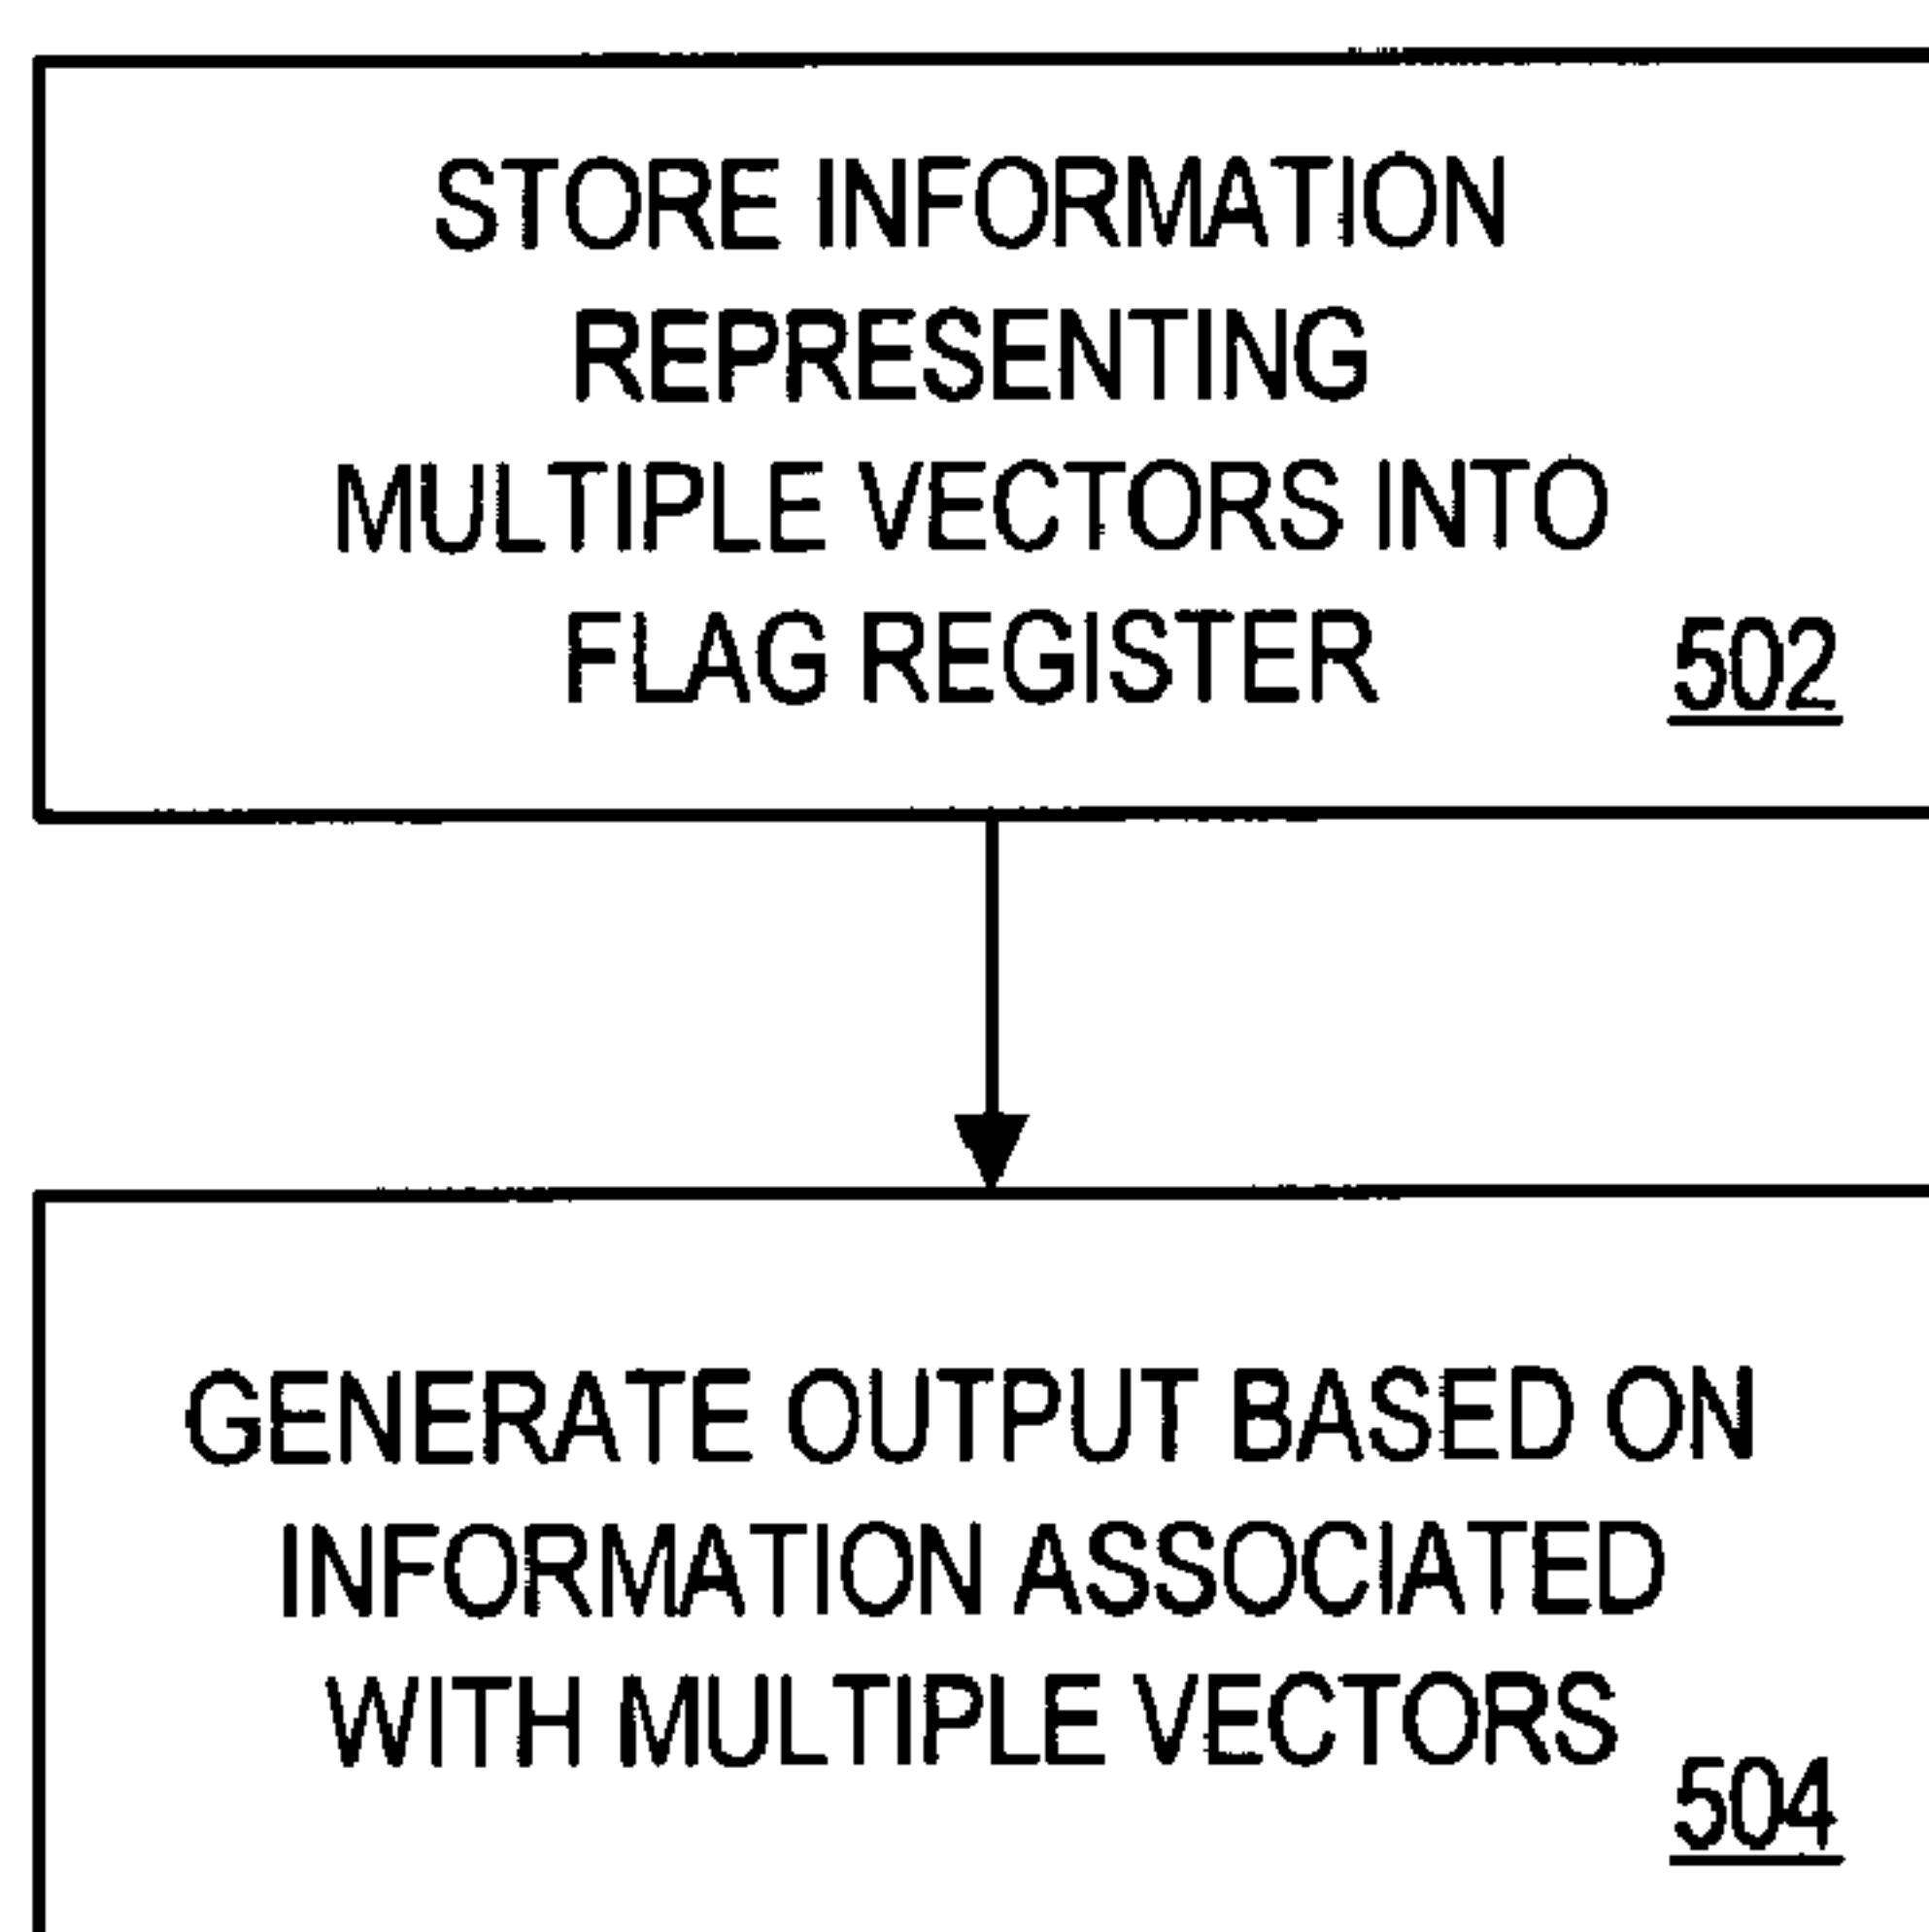 STORE INFORMATION
REPRESENTING
MULTIPLE VECTORS INTO
FLAG REGISTER
502
GENERATE OUTPUT BASED ON
INFORMATION ASSOCIATED
WITH MULTIPLE VECTORS
504